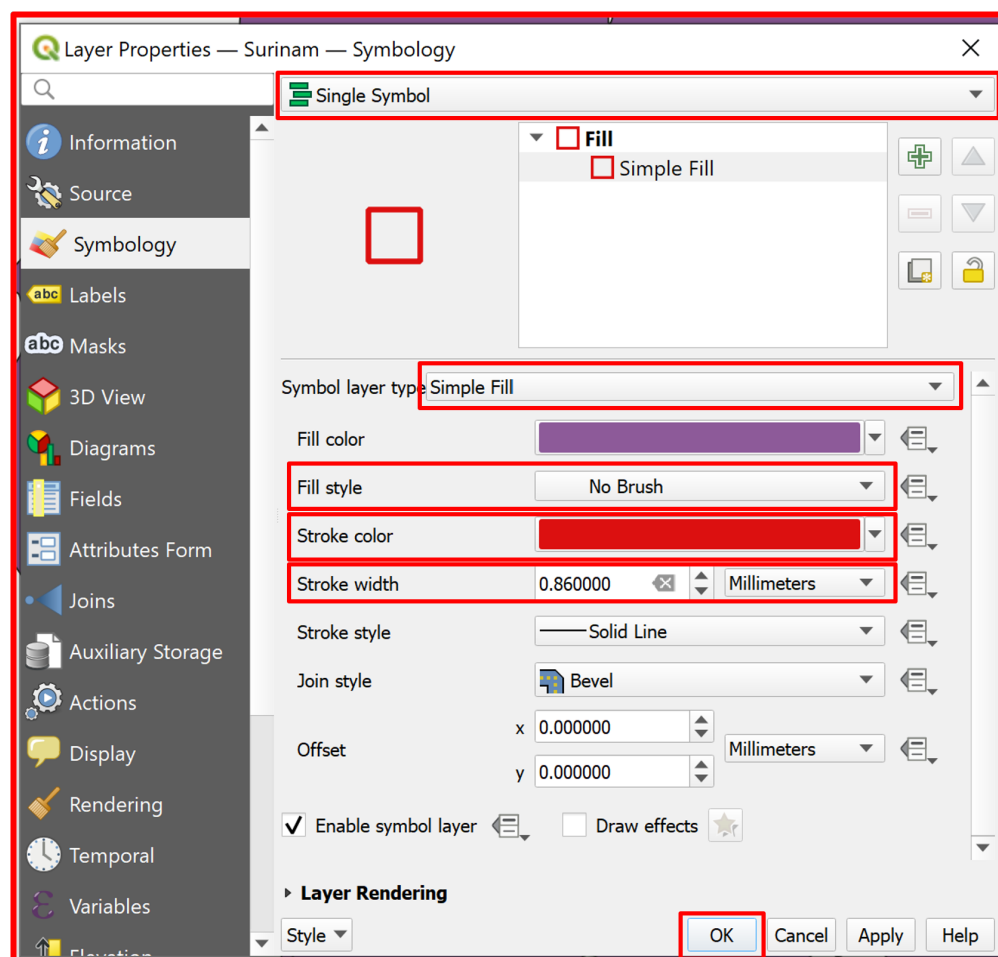 Layer Properties — Surinam — Symbology
Single Symbol
Information
Source
Symbology
abc Labels
abc Masks
3D View
Diagrams
Fields
Attributes Form
Joins
Auxiliary Storage
Actions
Display
Rendering
Temporal
Variables
Elevation
Fill
Simple Fill
Symbol layer type Simple Fill
Fill color
Fill style No Brush
Stroke color
Stroke width 0.860000 Millimeters
Stroke style Solid Line
Join style Bevel
Offset x 0.000000 Millimeters
y 0.000000
Enable symbol layer Draw effects
Layer Rendering
Style OK Cancel Apply Help